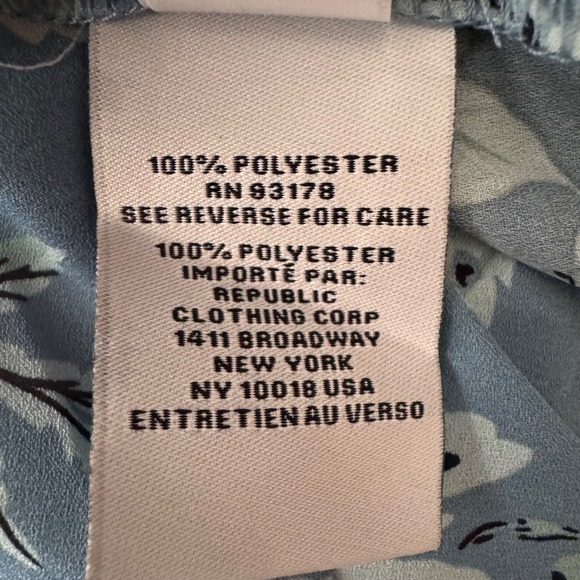 100% POLYESTER
RN 93178
SEE REVERSE FOR CARE
100% POLYESTER
IMPORTÉ PAR:
REPUBLIC
CLOTHING CORP
1411 BROADWAY
NEW YORK
NY 10018 USA
ENTRETIEN AU VERSO